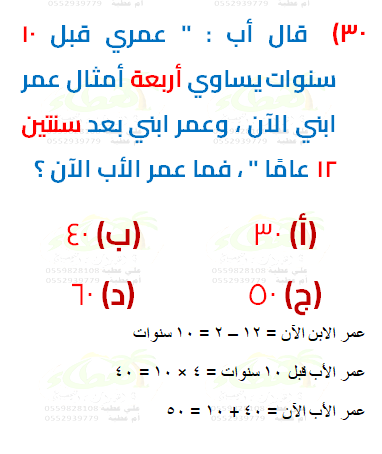 ٣٠) قال أب : " عمري قبل ١٠
سنوات يساوي أربعة أمثال عمر
ابني الآن ، وعمر ابني بعد سنتين
١٢ عامًا " ، فما عمر الأب الآن ؟
(أ) ٣٠ (ب) ٤٠
(ج) ٥٠ (د) ٦٠
عمر الابن الآن = ١٢ – ٢ = ١٠ سنوات
عمر الأب قبل ١٠ سنوات = ٤ × ١٠ = ٤٠
عمر الأب الآن = ٤٠ + ١٠ = ٥٠